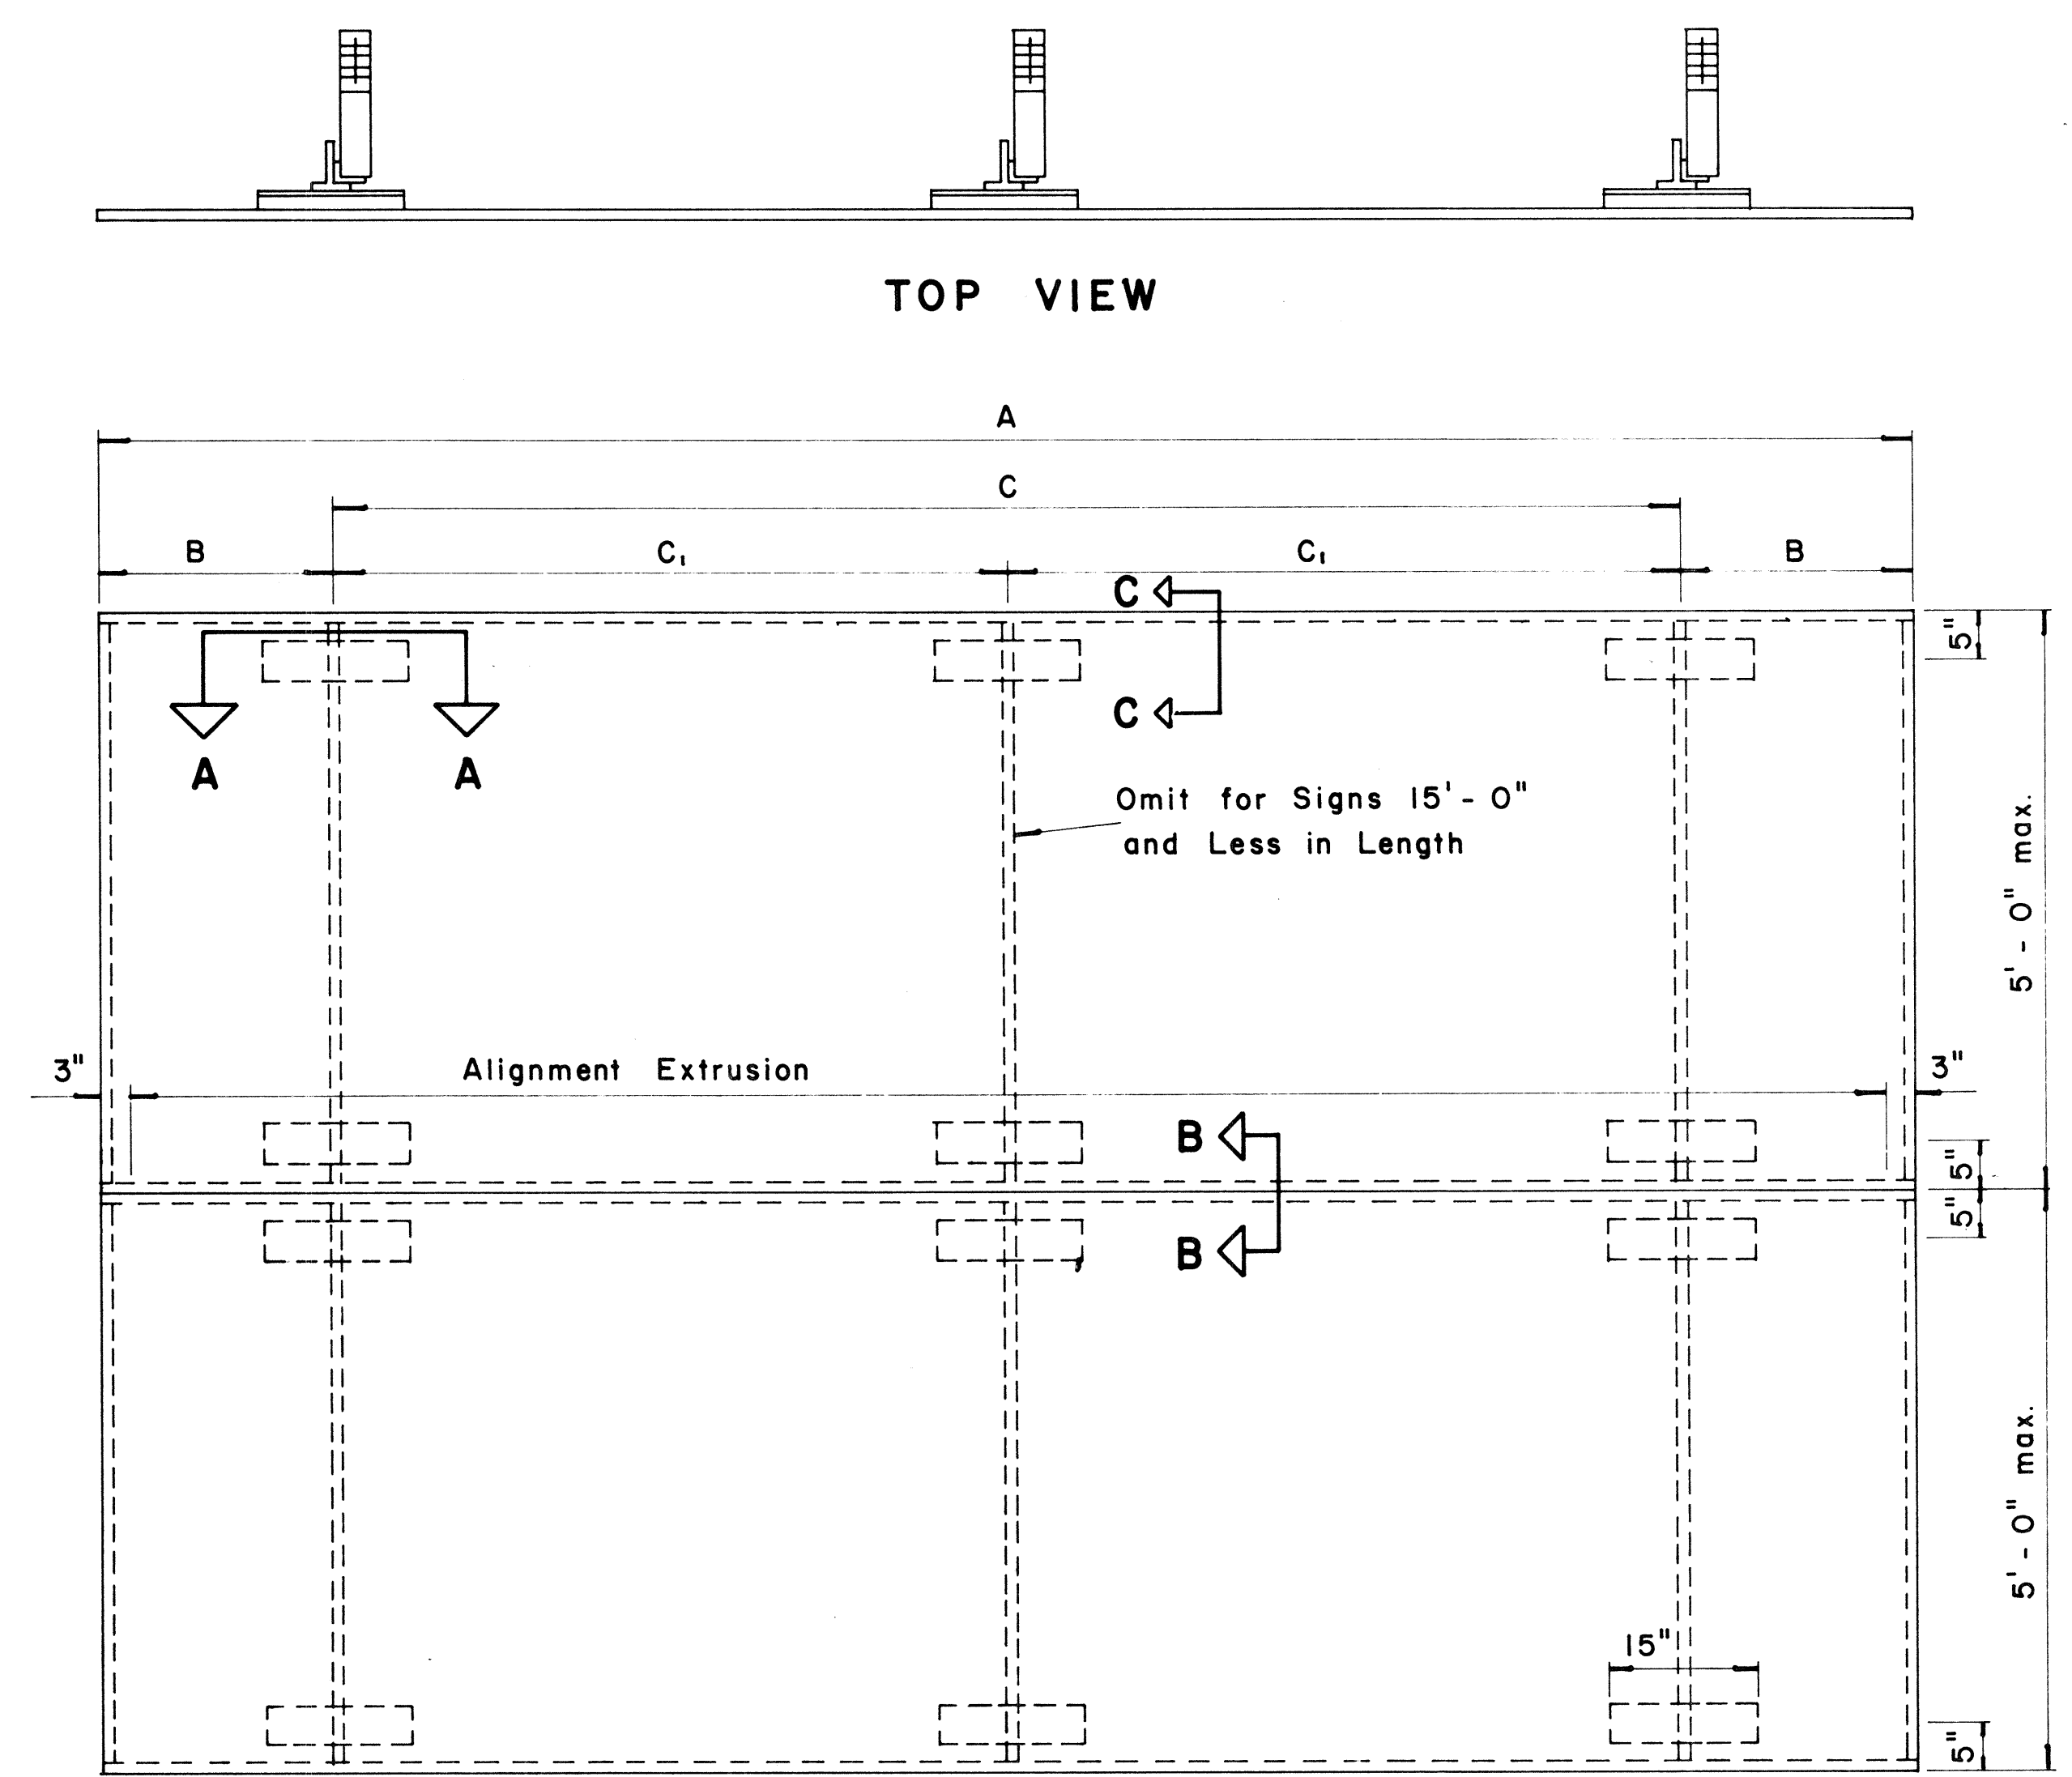 TOP VIEW
A
C
B C₁ C₁ B
C
5"
C
A A
Omit for Signs 15'-0"
and Less in Length
5'-0" max.
3" Alignment Extrusion 3"
B
5"
5"
B
5'-0" max.
15"
5"